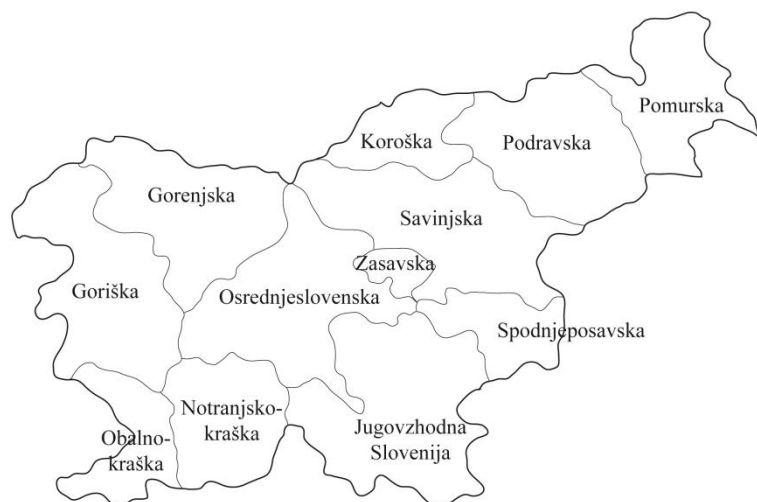 Pomurska
Koroška
Podravska
Gorenjska
Savinjska
Zasavska
Goriška
Osrednjeslovenska
Spodnjeposavska
Notranjsko-
kraška
Obalno-
kraška
Jugovzhodna
Slovenija